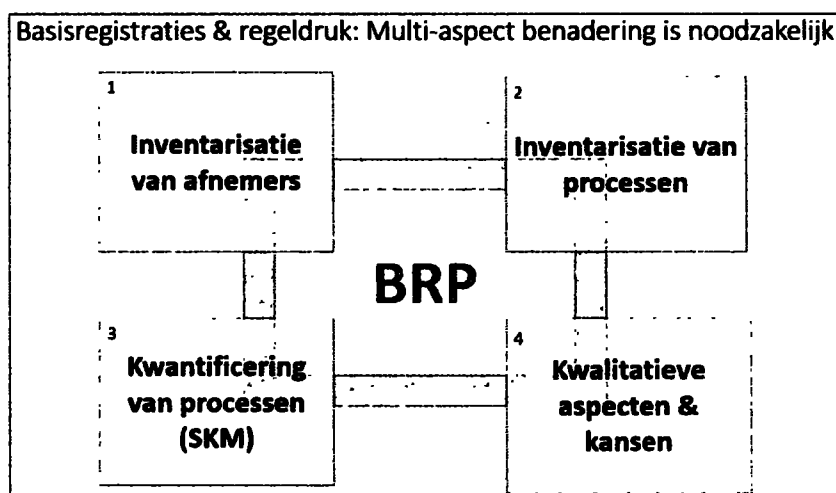 Basisregistraties & regeldruk: Multi-aspect benadering is noodzakelijk
1
Inventarisatie
van afnemers
2
Inventarisatie van
processen
BRP
3
Kwantificering
van processen
(SKM)
4
Kwalitatieve
aspecten &
kansen